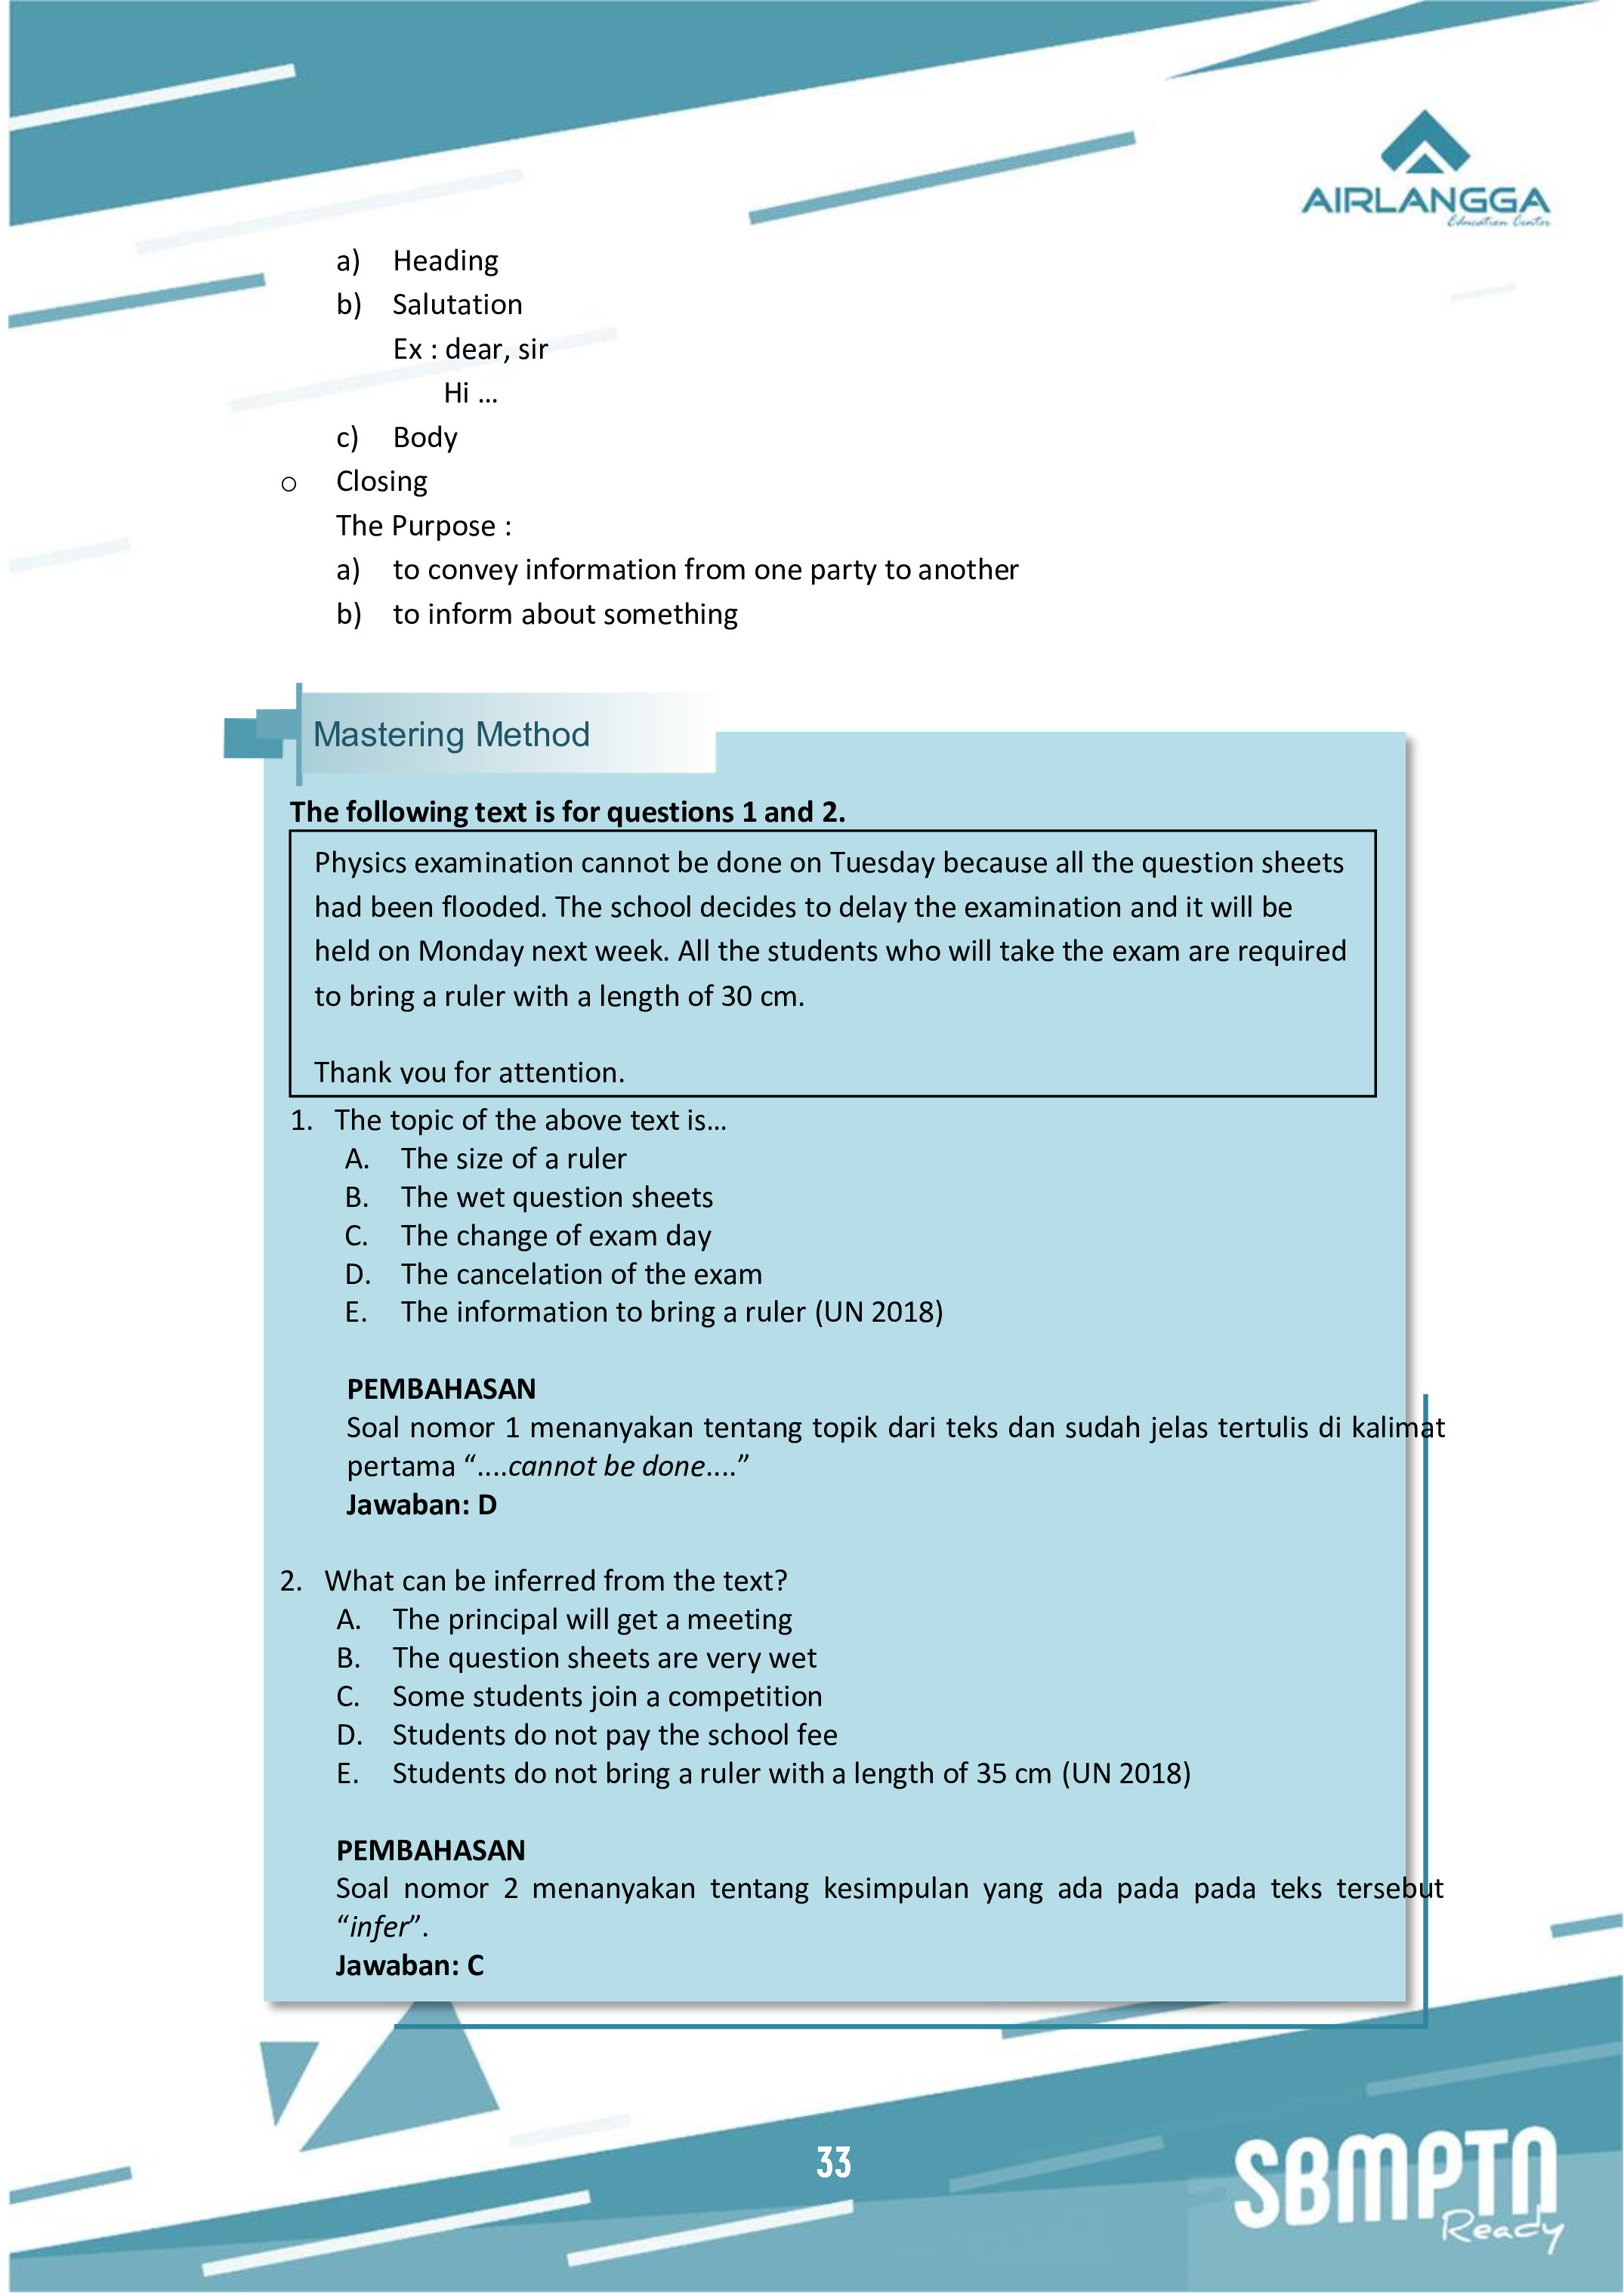 AIRLANGGA
Education Center
a) Heading
b) Salutation
Ex : dear, sir
Hi ...
c) Body
o Closing
The Purpose :
a) to convey information from one party to another
b) to inform about something
Mastering Method
The following text is for questions 1 and 2.
Physics examination cannot be done on Tuesday because all the question sheets
had been flooded. The school decides to delay the examination and it will be
held on Monday next week. All the students who will take the exam are required
to bring a ruler with a length of 30 cm.
Thank you for attention.
1. The topic of the above text is...
A. The size of a ruler
B. The wet question sheets
C. The change of exam day
D. The cancelation of the exam
E. The information to bring a ruler (UN 2018)
PEMBAHASAN
Soal nomor 1 menanyakan tentang topik dari teks dan sudah jelas tertulis di kalimat
pertama “....cannot be done....”
Jawaban: D
2. What can be inferred from the text?
A. The principal will get a meeting
B. The question sheets are very wet
C. Some students join a competition
D. Students do not pay the school fee
E. Students do not bring a ruler with a length of 35 cm (UN 2018)
PEMBAHASAN
Soal nomor 2 menanyakan tentang kesimpulan yang ada pada pada teks tersebut
“infer”.
Jawaban: C
33
SBMPTN
Ready